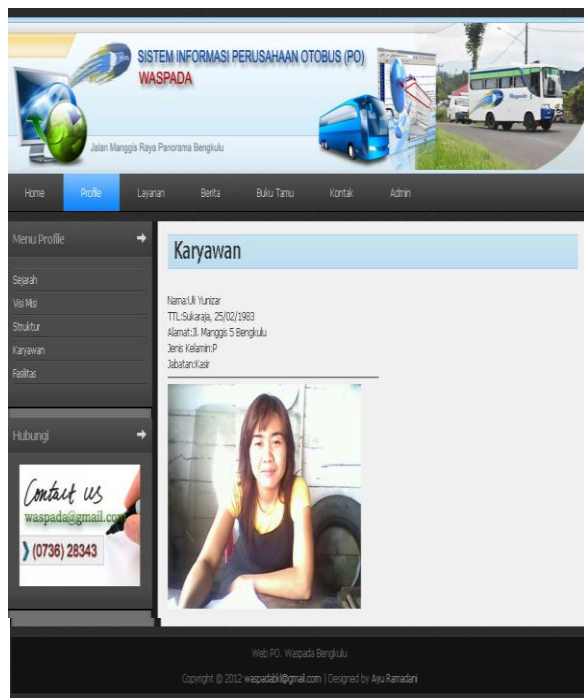 SISTEM INFORMASI PERUSAHAAN OTOBUS (PO)
WASPADA
Jalan Manggis Raya Panorama Bengkulu
Home Profile Layanan Berita Buku Tamu Kontak Admin
Menu Profile
Sejarah
Visi Misi
Struktur
Karyawan
Fasilitas
Hubungi
Contact us
waspada@gmail.com
(0736) 28343
Karyawan
Nama:Uli Yunizar
TTL:Sukaraja, 25/02/1983
Alamat:Jl. Manggis 5 Bengkulu
Jenis Kelamin:P
Jabatan:Kasir
Web PO. Waspada Bengkulu
Copyright @ 2012 waspadabkl@gmail.com | Designed by Ayu Ramadani